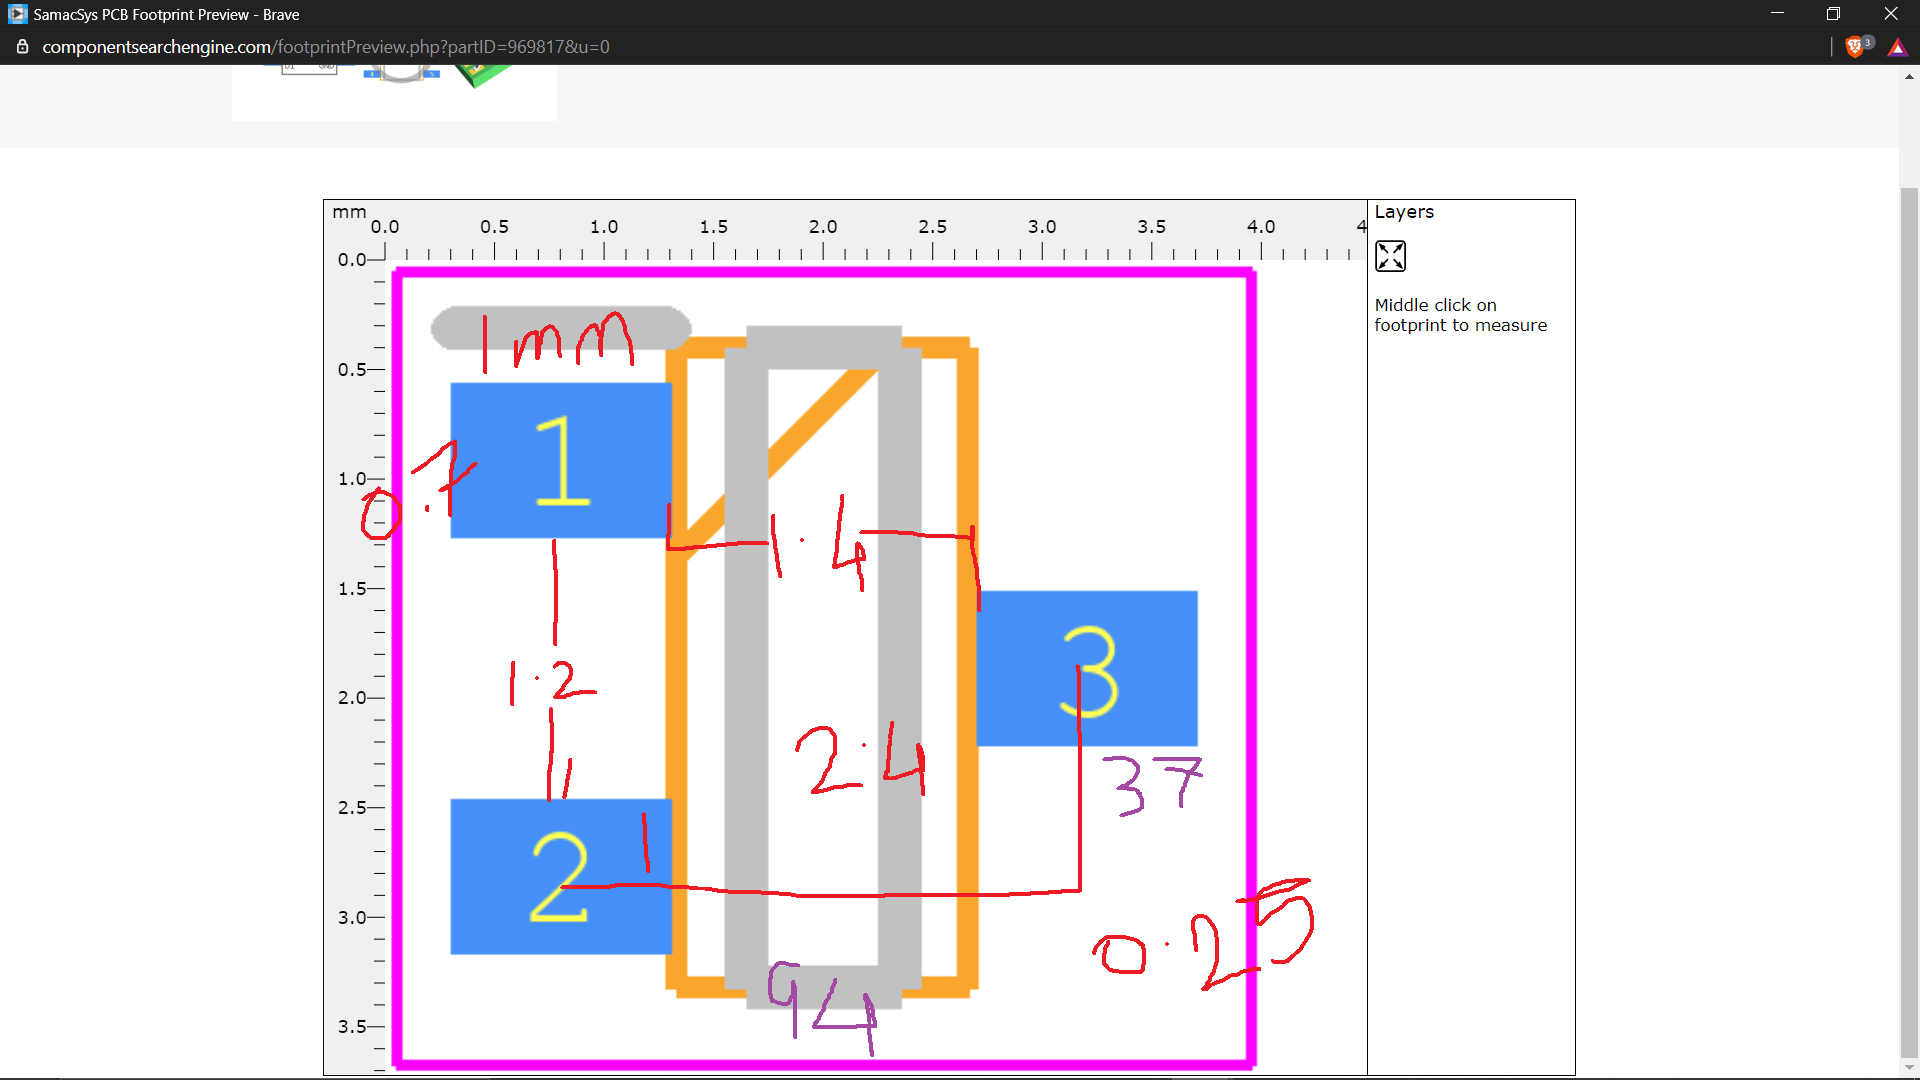 SamacSys PCB Footprint Preview - Brave
componentsearchengine.com/footprintPreview.php?partID=969817&u=0
3
mm
0.0 0.5 1.0 1.5 2.0 2.5 3.0 3.5 4.0 4
Layers
0.0
Middle click on
footprint to measure
1mm
0.5
1
1.0
0.7
1.4
1.5
3
1.2
2.0
2.4
37
2.5
2
1
3.0
0.25
94
3.5